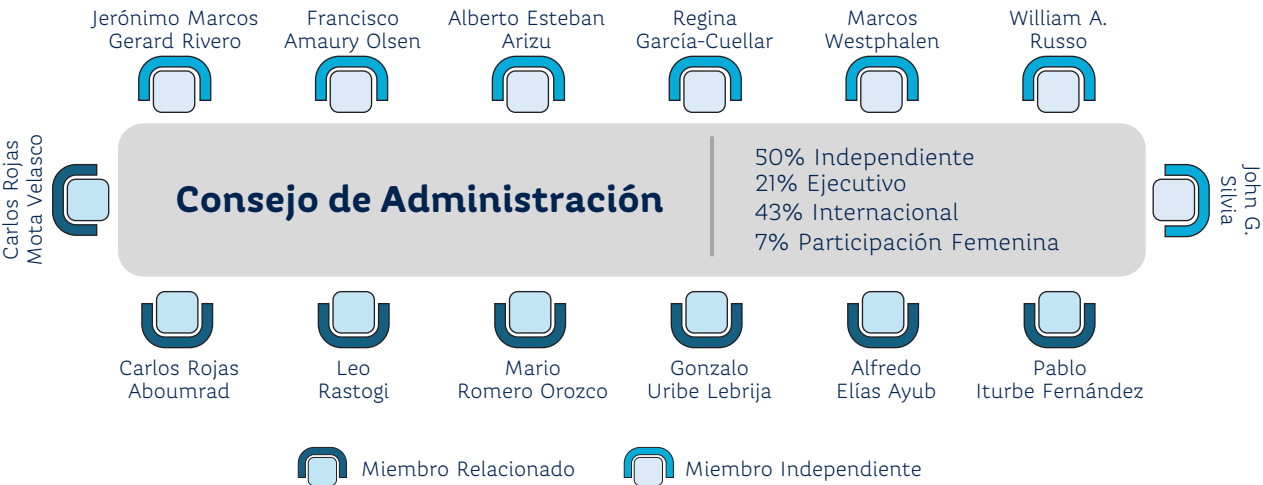 Jerónimo Marcos
Gerard Rivero
Francisco
Amaury Olsen
Alberto Esteban
Arizu
Regina
García-Cuellar
Marcos
Westphalen
William A.
Russo
Carlos Rojas
Mota Velasco
Consejo de Administración
50% Independiente
21% Ejecutivo
43% Internacional
7% Participación Femenina
John G.
Silvia
Carlos Rojas
Aboumrad
Leo
Rastogi
Mario
Romero Orozco
Gonzalo
Uribe Lebrija
Alfredo
Elías Ayub
Pablo
Iturbe Fernández
Miembro Relacionado
Miembro Independiente